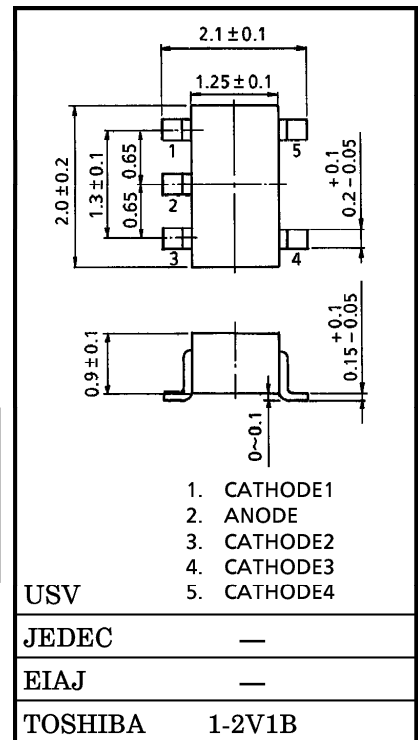 2.1±0.1
1.25±0.1
1
5
2
3
4
2.0±0.2
1.3±0.1
0.65
0.65
+0.1
0.2-0.05
0.9±0.1
0~0.1
+0.1
0.15-0.05
1. CATHODE1
2. ANODE
3. CATHODE2
4. CATHODE3
USV 5. CATHODE4
JEDEC —
EIAJ —
TOSHIBA 1-2V1B